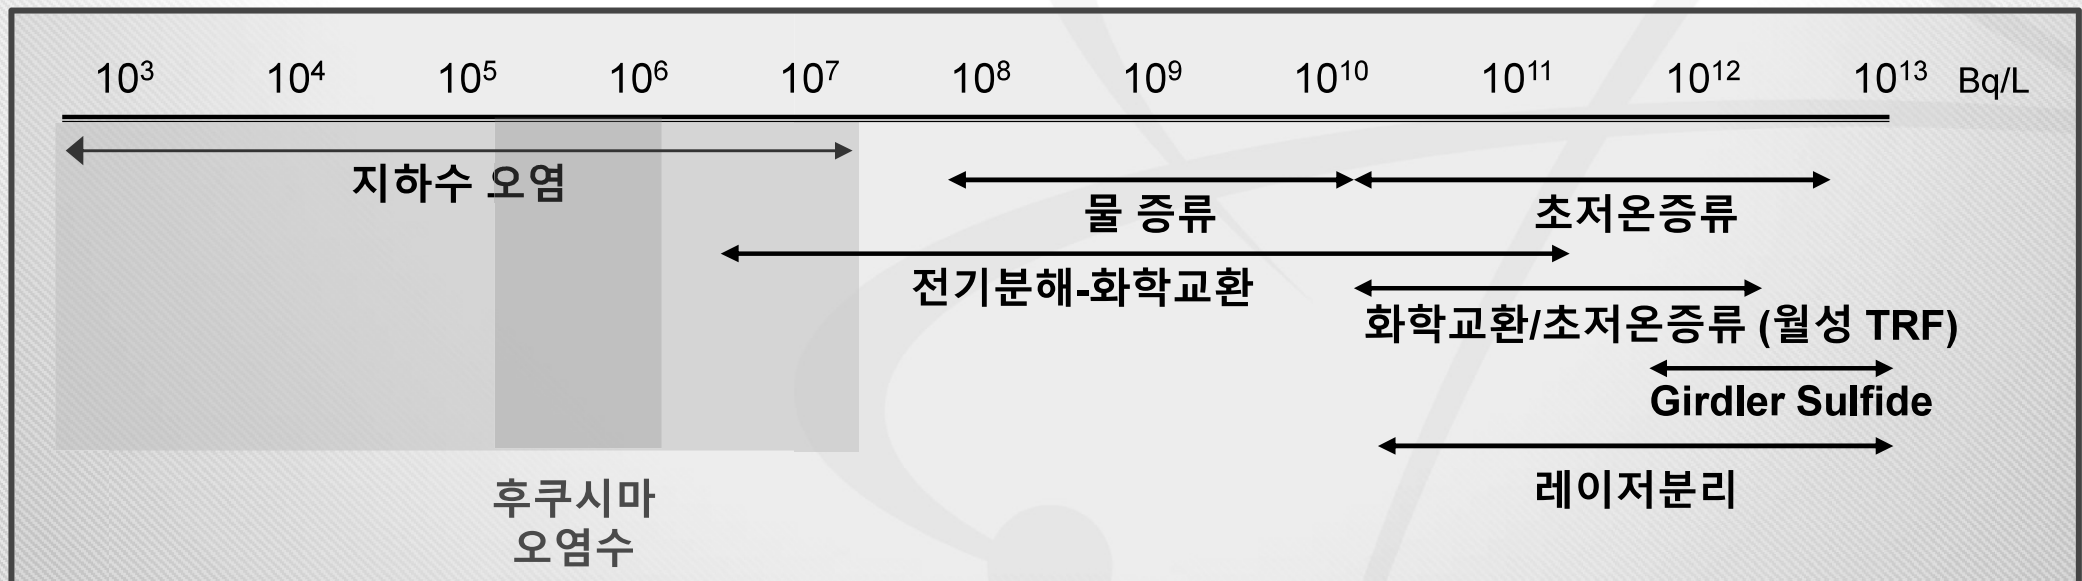 10³ 10⁴ 10⁵ 10⁶ 10⁷ 10⁸ 10⁹ 10¹⁰ 10¹¹ 10¹² 10¹³ Bq/L
지하수 오염
물 증류
초저온증류
전기분해-화학교환
화학교환/초저온증류 (월성 TRF)
Girdler Sulfide
레이저분리
후쿠시마
오염수